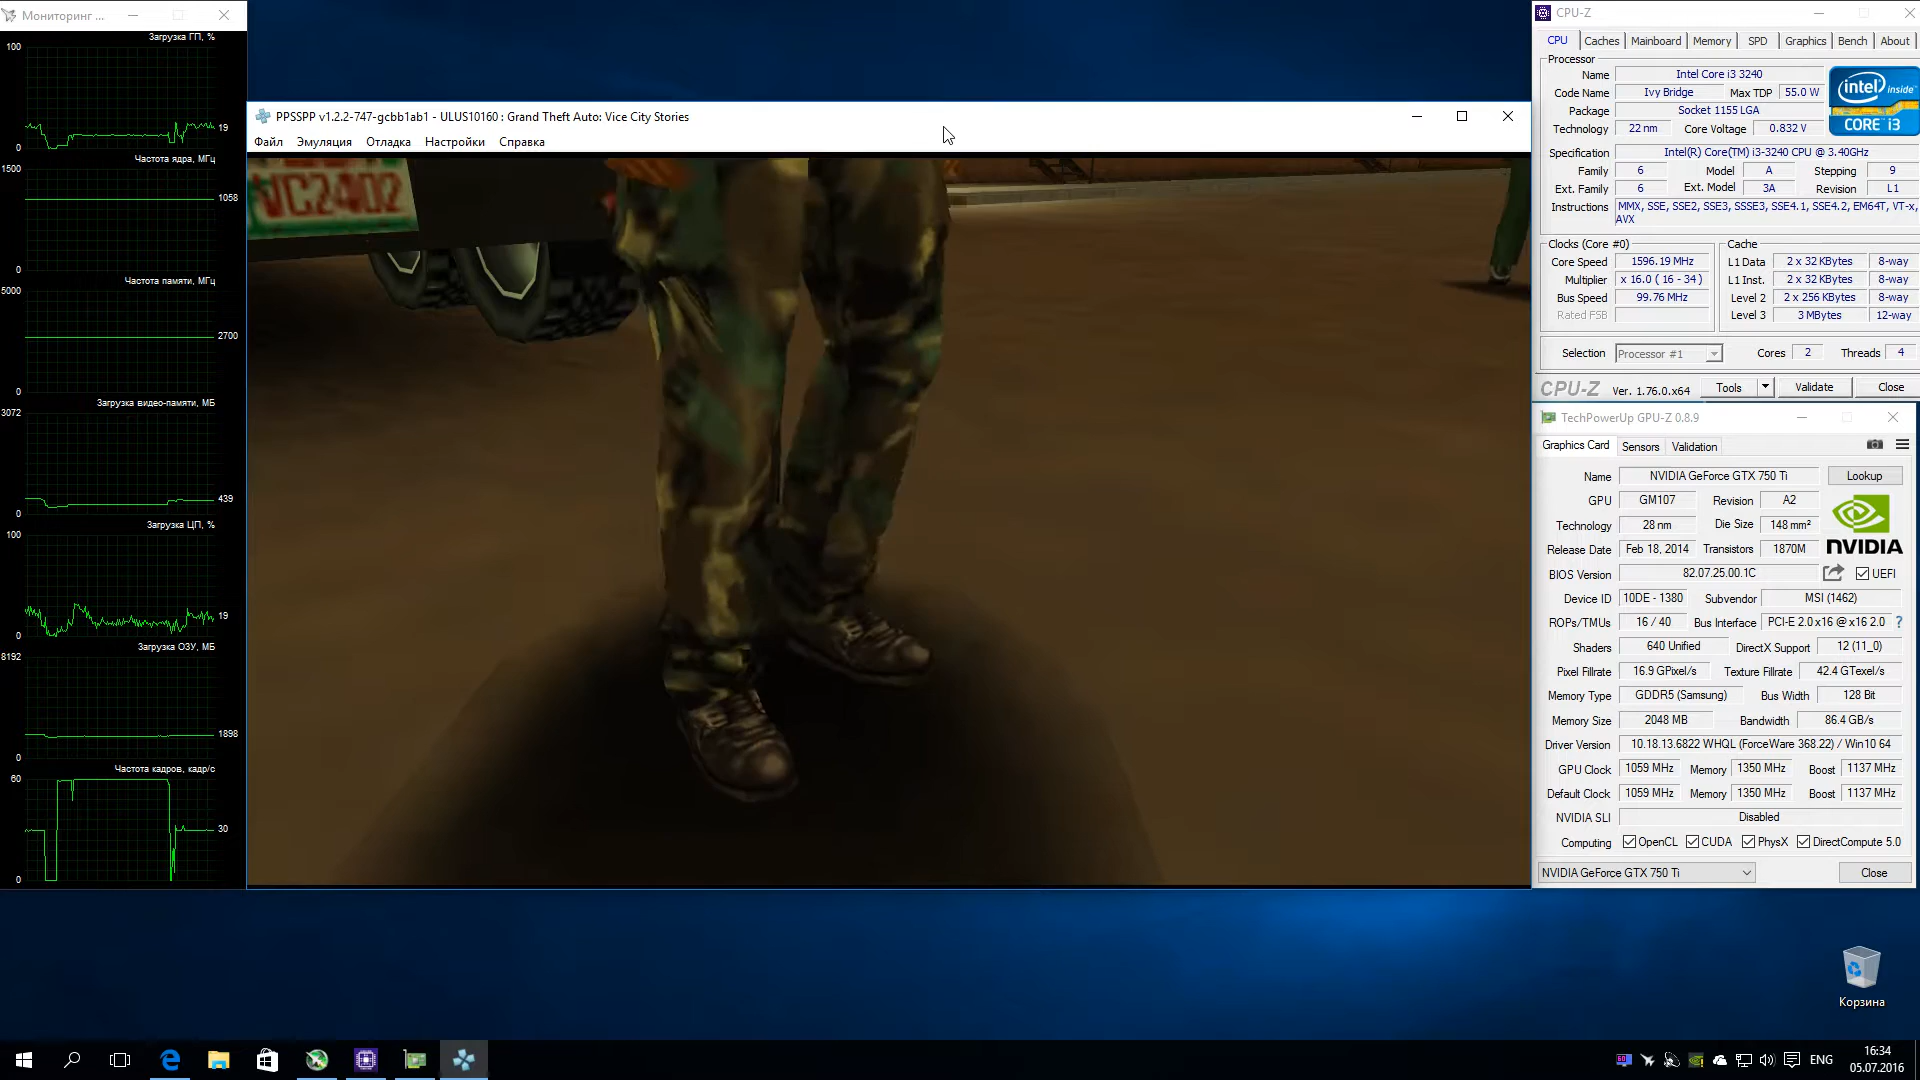 Мониторинг ...
Загрузка ГП, %
100
19
0
Частота ядра, МГц
1500
1058
0
Частота памяти, МГц
5000
2700
0
Загрузка видео-памяти, МБ
3072
439
0
Загрузка ЦП, %
100
19
0
Загрузка ОЗУ, МБ
8192
1898
0
Частота кадров, кадр/с
60
30
0
PPSSPP v1.2.2-747-gcbb1ab1 - ULUS10160 : Grand Theft Auto: Vice City Stories
Файл Эмуляция Отладка Настройки Справка
VC2402
CPU-Z
CPU Caches Mainboard Memory SPD Graphics Bench About
Processor
Name Intel Core i3 3240
Code Name Ivy Bridge Max TDP 55.0 W
Package Socket 1155 LGA
Technology 22 nm Core Voltage 0.832 V
intel inside™
CORE i3
Specification Intel(R) Core(TM) i3-3240 CPU @ 3.40GHz
Family 6 Model A Stepping 9
Ext. Family 6 Ext. Model 3A Revision L1
Instructions MMX, SSE, SSE2, SSE3, SSSE3, SSE4.1, SSE4.2, EM64T, VT-x,
AVX
Clocks (Core #0) Cache
Core Speed 1596.19 MHz L1 Data 2 x 32 KBytes 8-way
Multiplier x 16.0 ( 16 - 34 ) L1 Inst. 2 x 32 KBytes 8-way
Bus Speed 99.76 MHz Level 2 2 x 256 KBytes 8-way
Rated FSB Level 3 3 MBytes 12-way
Selection Processor #1 Cores 2 Threads 4
CPU-Z Ver. 1.76.0.x64 Tools Validate Close
TechPowerUp GPU-Z 0.8.9
Graphics Card Sensors Validation
Name NVIDIA GeForce GTX 750 Ti Lookup
GPU GM107 Revision A2
Technology 28 nm Die Size 148 mm²
Release Date Feb 18, 2014 Transistors 1870M
NVIDIA
BIOS Version 82.07.25.00.1C UEFI
Device ID 10DE - 1380 Subvendor MSI (1462)
ROPs/TMUs 16 / 40 Bus Interface PCI-E 2.0 x16 @ x16 2.0 ?
Shaders 640 Unified DirectX Support 12 (11_0)
Pixel Fillrate 16.9 GPixel/s Texture Fillrate 42.4 GTexel/s
Memory Type GDDR5 (Samsung) Bus Width 128 Bit
Memory Size 2048 MB Bandwidth 86.4 GB/s
Driver Version 10.18.13.6822 WHQL (ForceWare 368.22) / Win10 64
GPU Clock 1059 MHz Memory 1350 MHz Boost 1137 MHz
Default Clock 1059 MHz Memory 1350 MHz Boost 1137 MHz
NVIDIA SLI Disabled
Computing OpenCL CUDA PhysX DirectCompute 5.0
NVIDIA GeForce GTX 750 Ti Close
Корзина
60
ENG
16:34
05.07.2016